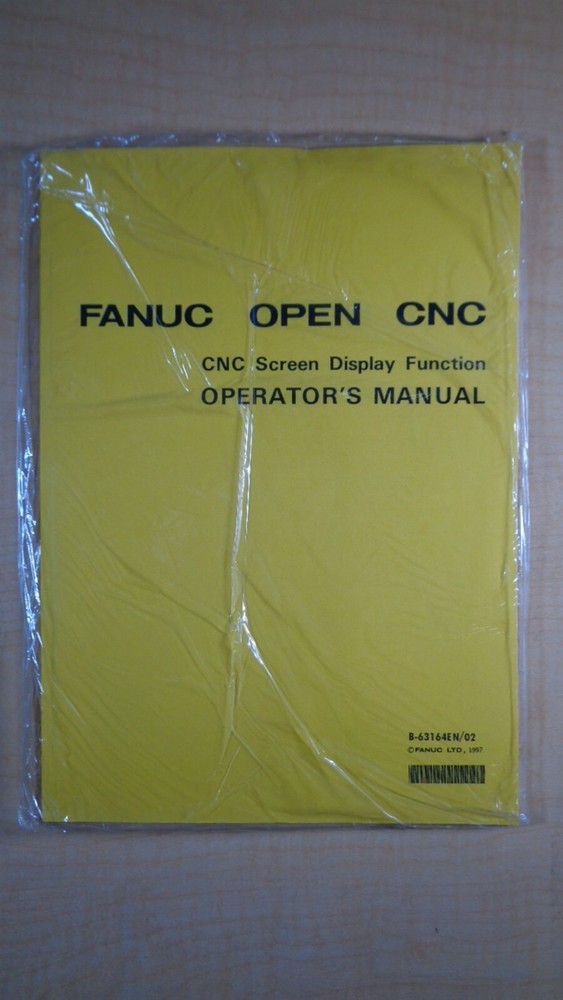 FANUC OPEN CNC
CNC Screen Display Function
OPERATOR'S MANUAL
B-63164EN/02
©FANUC LTD, 1997